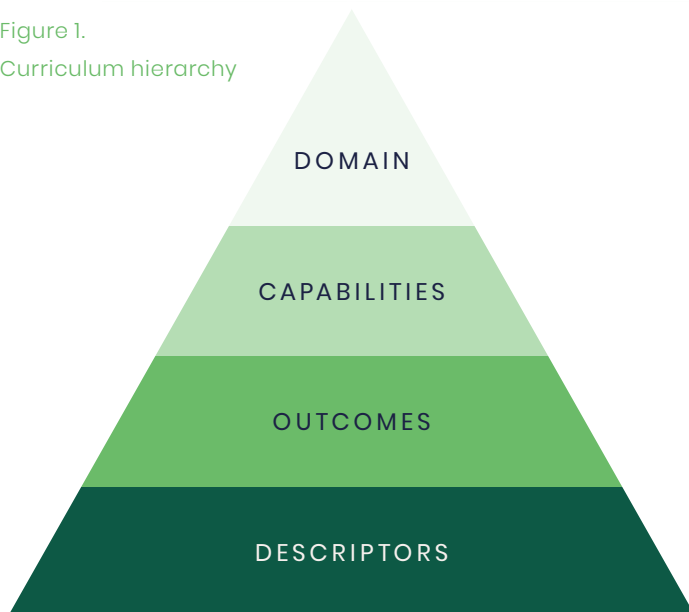 Figure 1.
Curriculum hierarchy
DOMAIN
CAPABILITIES
OUTCOMES
DESCRIPTORS